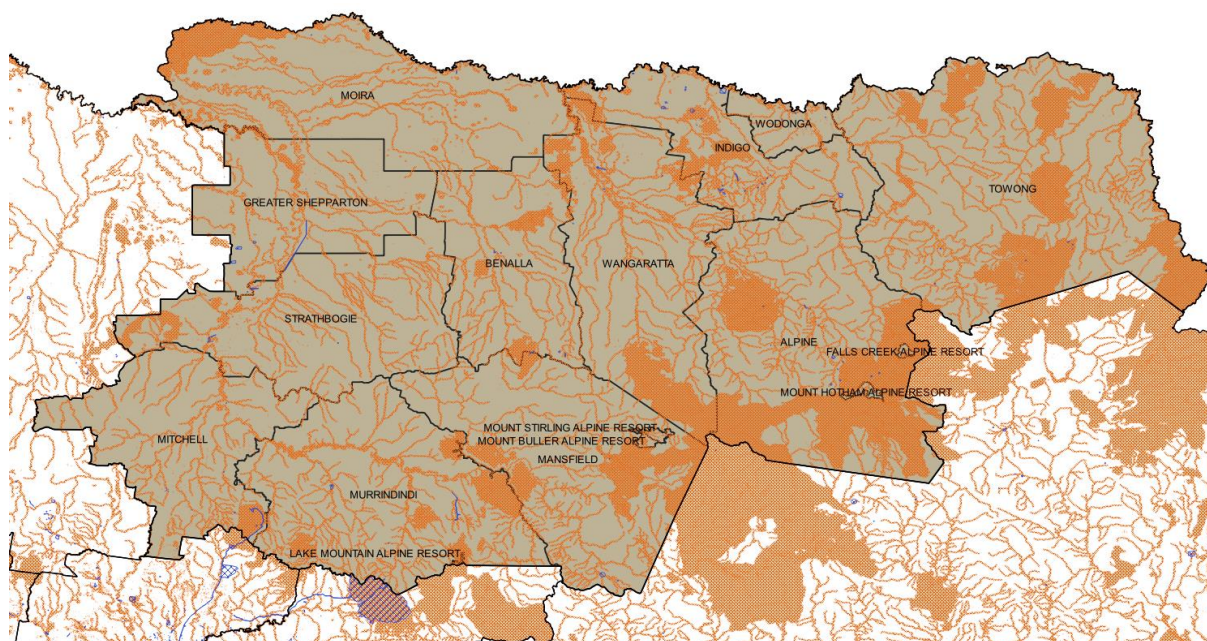 MOIRA
WODONGA
INDIGO
TOWONG
GREATER SHEPPARTON
BENALLA
WANGARATTA
STRATHBOGIE
ALPINE
FALLS CREEK ALPINE RESORT
MOUNT HOTHAM ALPINE RESORT
MOUNT STIRLING ALPINE RESORT
MITCHELL
MOUNT BULLER ALPINE RESORT
MANSFIELD
MURRINDINDI
LAKE MOUNTAIN ALPINE RESORT